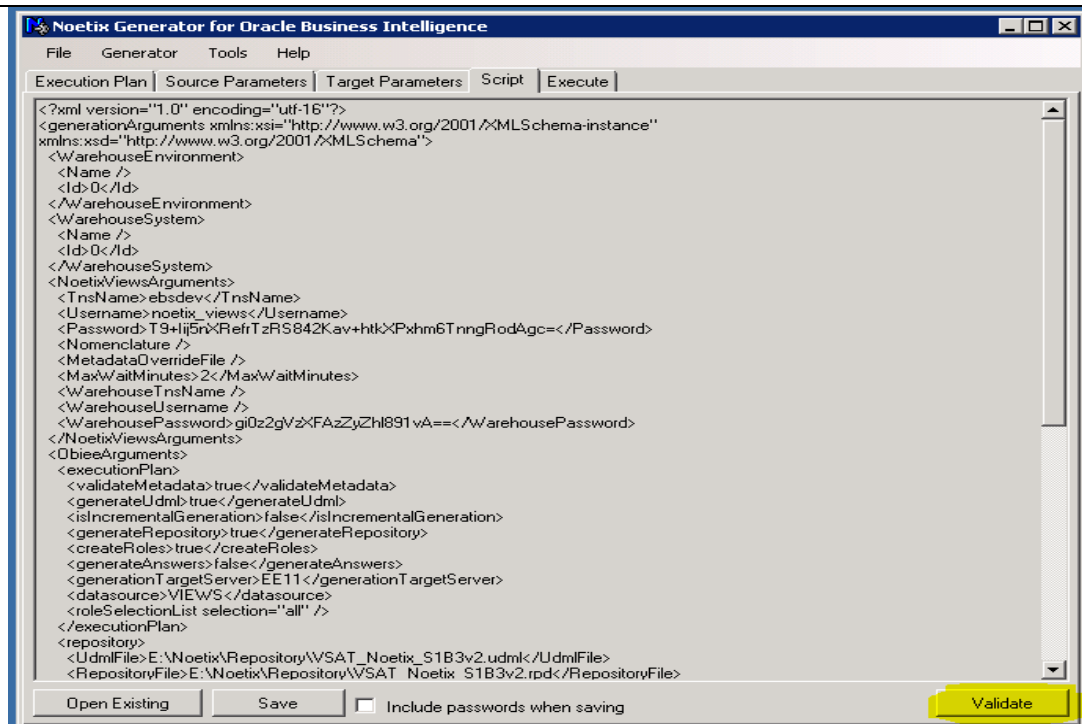 Noetix Generator for Oracle Business Intelligence
File Generator Tools Help
Execution Plan Source Parameters Target Parameters Script Execute
<?xml version="1.0" encoding="utf-16"?>
<generationArguments xmlns:xsi="http://www.w3.org/2001/XMLSchema-instance"
xmlns:xsd="http://www.w3.org/2001/XMLSchema">
<WarehouseEnvironment>
<Name />
<Id>0</Id>
</WarehouseEnvironment>
<WarehouseSystem>
<Name />
<Id>0</Id>
</WarehouseSystem>
<NoetixViewsArguments>
<TnsName>ebsdev</TnsName>
<Username>noetix_views</Username>
<Password>T9+Iij5nXRefrTzRS842Kav+htkXPxhm6TnngRodAgc=</Password>
<Nomenclature />
<MetadataOverrideFile />
<MaxWaitMinutes>2</MaxWaitMinutes>
<WarehouseTnsName />
<WarehouseUsername />
<WarehousePassword>gi0z2gVzXFAzZyZhI891vA==</WarehousePassword>
</NoetixViewsArguments>
<ObieeArguments>
<executionPlan>
<validateMetadata>true</validateMetadata>
<generateUdml>true</generateUdml>
<isIncrementalGeneration>false</isIncrementalGeneration>
<generateRepository>true</generateRepository>
<createRoles>true</createRoles>
<generateAnswers>false</generateAnswers>
<generationTargetServer>EE11</generationTargetServer>
<datasource>VIEWS</datasource>
<roleSelectionList selection="all" />
</executionPlan>
<repository>
<UdmlFile>E:\Noetix\Repository\VSAT_Noetix_S1B3v2.udml</UdmlFile>
<RepositoryFile>E:\Noetix\Repository\VSAT_Noetix_S1B3v2.rpd</RepositoryFile>
Open Existing Save Include passwords when saving Validate